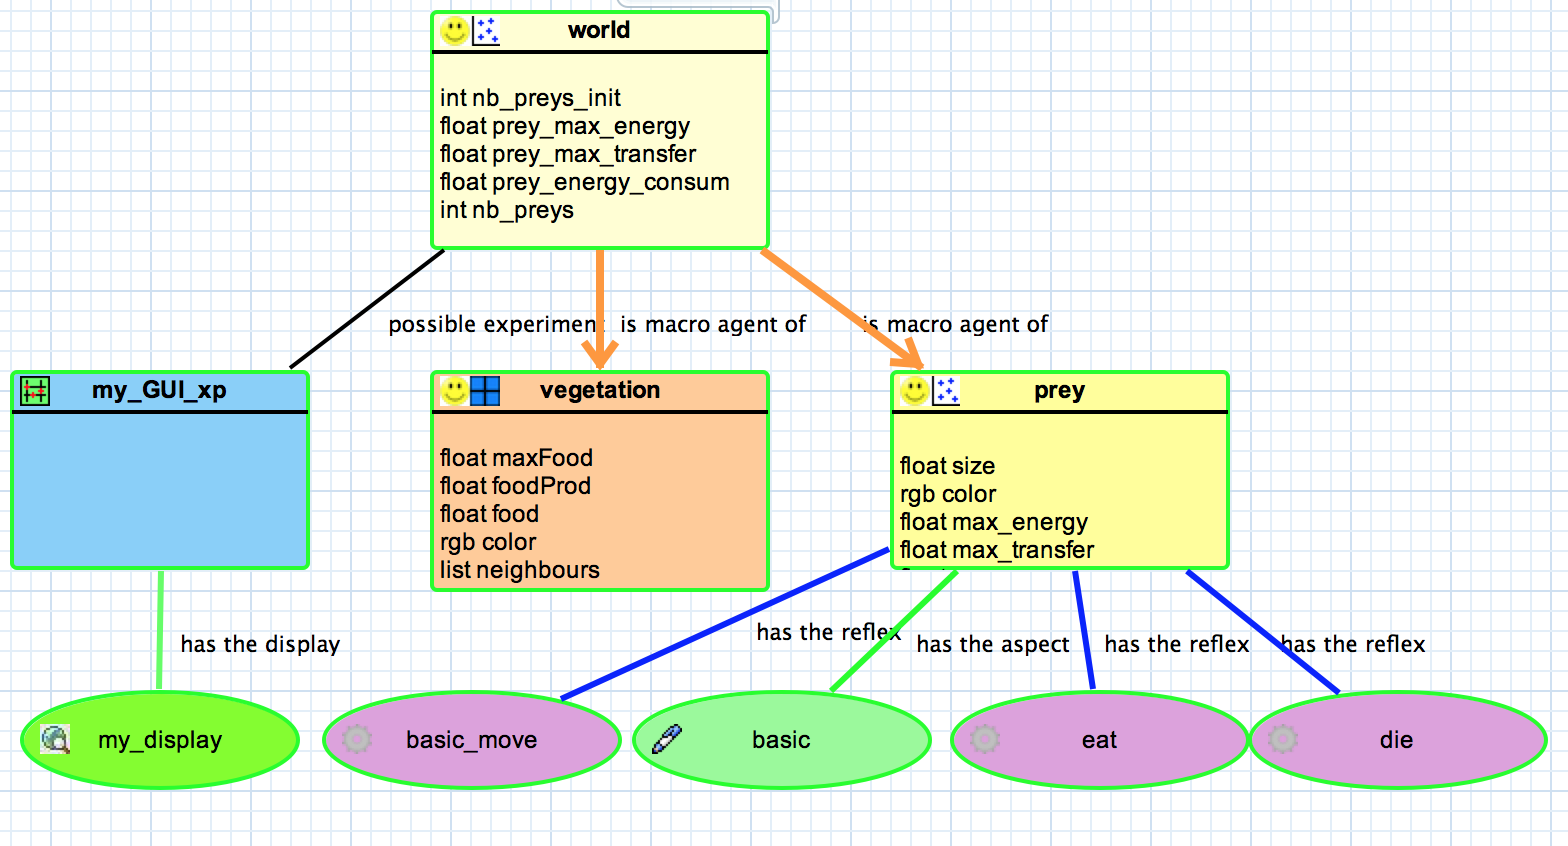 world
int nb_preys_init
float prey_max_energy
float prey_max_transfer
float prey_energy_consum
int nb_preys
possible experiment
is macro agent of
is macro agent of
my_GUI_xp
vegetation
float maxFood
float foodProd
float food
rgb color
list neighbours
prey
float size
rgb color
float max_energy
float max_transfer
has the display
has the reflex
has the aspect
has the reflex
has the reflex
my_display
basic_move
basic
eat
die